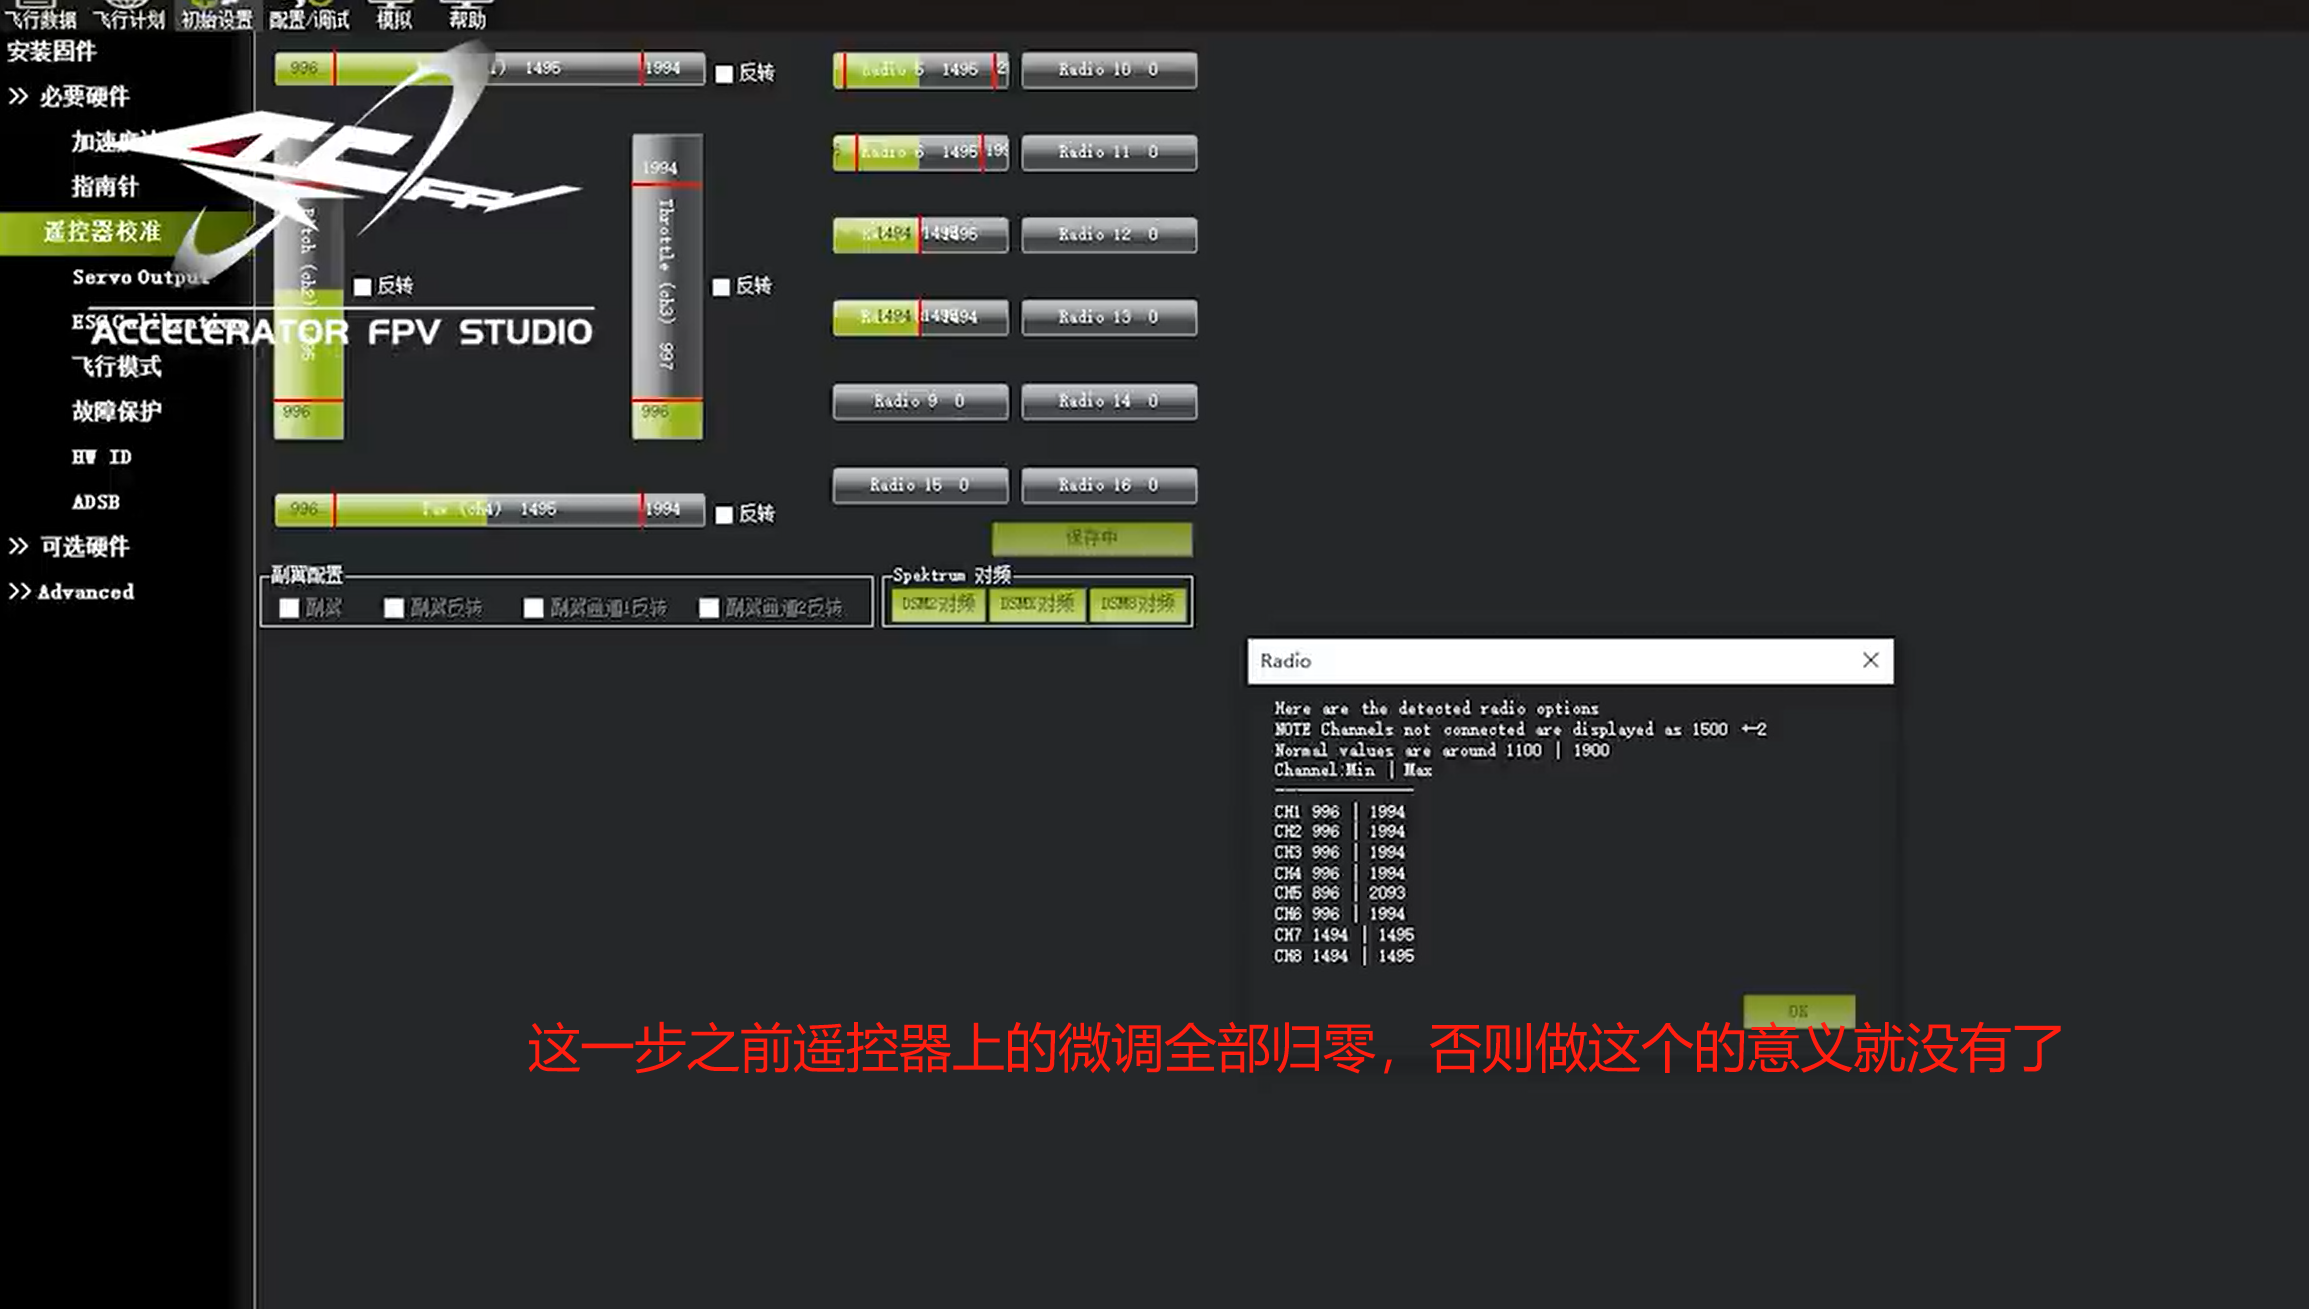 飞行数据 飞行计划 初始设置 配置/调试 模拟 帮助
安装固件
>> 必要硬件
加速度
指南针
遥控器校准
Servo Output
ESC Calibration
飞行模式
故障保护
HW ID
ADSB
>> 可选硬件
>> Advanced
ACCELERATOR FPV STUDIO
996 1495 1994 反转
Pitch (ch2)
996
反转
1994
Throttle (ch3) 997
996
反转
996 Yaw (ch4) 1495 1994 反转
Radio 5 1495
Radio 10 0
Radio 6 1495 199
Radio 11 0
1494
Radio 12 0
1494
Radio 13 0
Radio 9 0
Radio 14 0
Radio 15 0
Radio 16 0
保存中
副翼配置
副翼 副翼反转 副翼通道1反转 副翼通道2反转
Spektrum 对频
DSM2对频 DSMX对频 DSM8对频
Radio
Here are the detected radio options
NOTE Channels not connected are displayed as 1500 +-2
Normal values are around 1100 | 1900
Channel:Min | Max
CH1 996 | 1994
CH2 996 | 1994
CH3 996 | 1994
CH4 996 | 1994
CH5 896 | 2093
CH6 996 | 1994
CH7 1494 | 1495
CH8 1494 | 1495
OK
这一步之前遥控器上的微调全部归零，否则做这个的意义就没有了